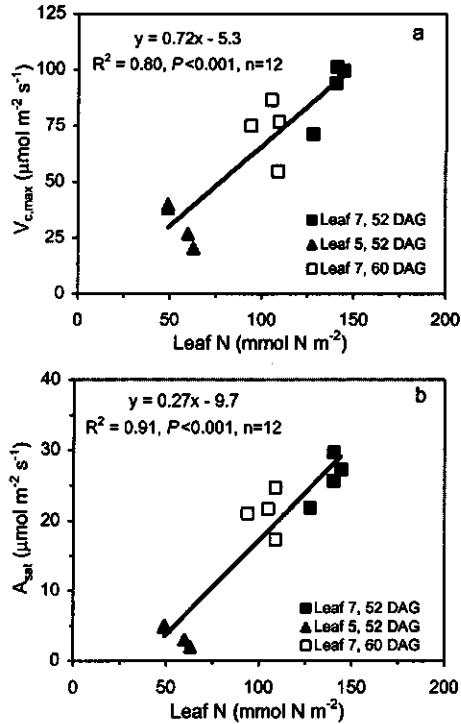 a
y = 0.72x - 5.3
R² = 0.80, P<0.001, n=12
125
100
75
50
25
0
V_c,max (µmol m⁻² s⁻¹)
■ Leaf 7, 52 DAG
▲ Leaf 5, 52 DAG
□ Leaf 7, 60 DAG
0 50 100 150 200
Leaf N (mmol N m⁻²)
b
y = 0.27x - 9.7
R² = 0.91, P<0.001, n=12
40
30
20
10
0
A_sat (µmol m⁻² s⁻¹)
■ Leaf 7, 52 DAG
▲ Leaf 5, 52 DAG
□ Leaf 7, 60 DAG
0 50 100 150 200
Leaf N (mmol N m⁻²)